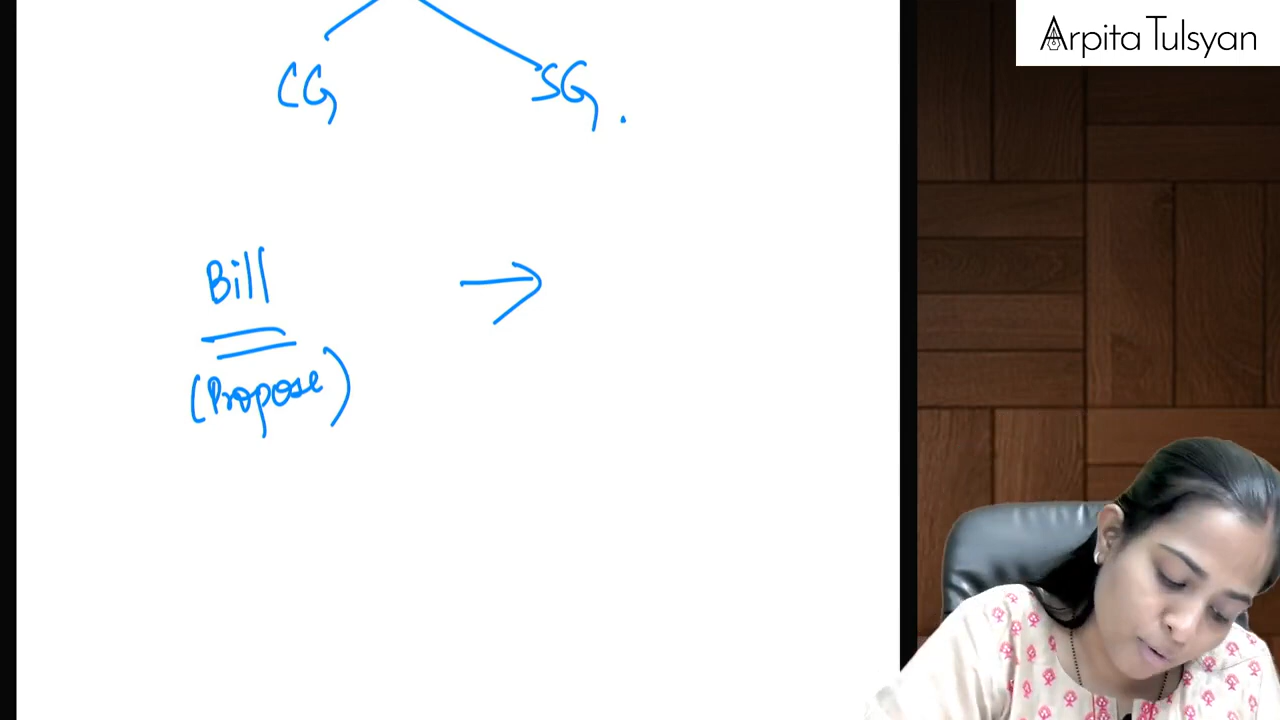 Arpita Tulsyan
CG SG.
Bill →
(Propose)